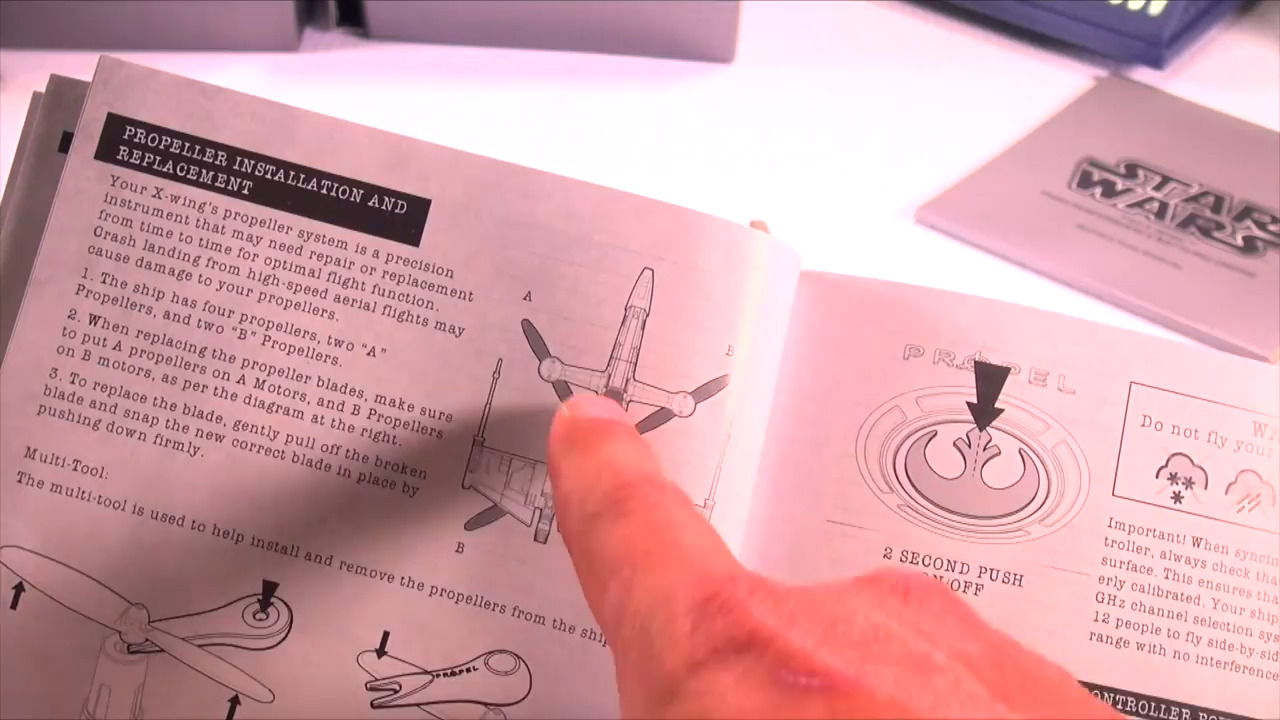 PROPELLER INSTALLATION AND
REPLACEMENT
Your X-wing's propeller system is a precision
instrument that may need repair or replacement
from time to time for optimal flight function.
Crash landing from high-speed aerial flights may
cause damage to your propellers.
1. The ship has four propellers, two "A"
Propellers, and two "B" Propellers.
2. When replacing the propeller blades, make sure
to put A propellers on A Motors, and B Propellers
on B motors, as per the diagram at the right.
3. To replace the blade, gently pull off the broken
blade and snap the new correct blade in place by
pushing down firmly.
Multi-Tool:
The multi-tool is used to help install and remove the propellers from the ship
A
B
B
PROPEL
PROPEL
2 SECOND PUSH
ON/OFF
Do not fly your
Important! When syncin
troller, always check tha
surface. This ensures tha
erly calibrated. Your ship
GHz channel selection sys
12 people to fly side-by-sid
range with no interference
ONTROLLER
STAR
WARS